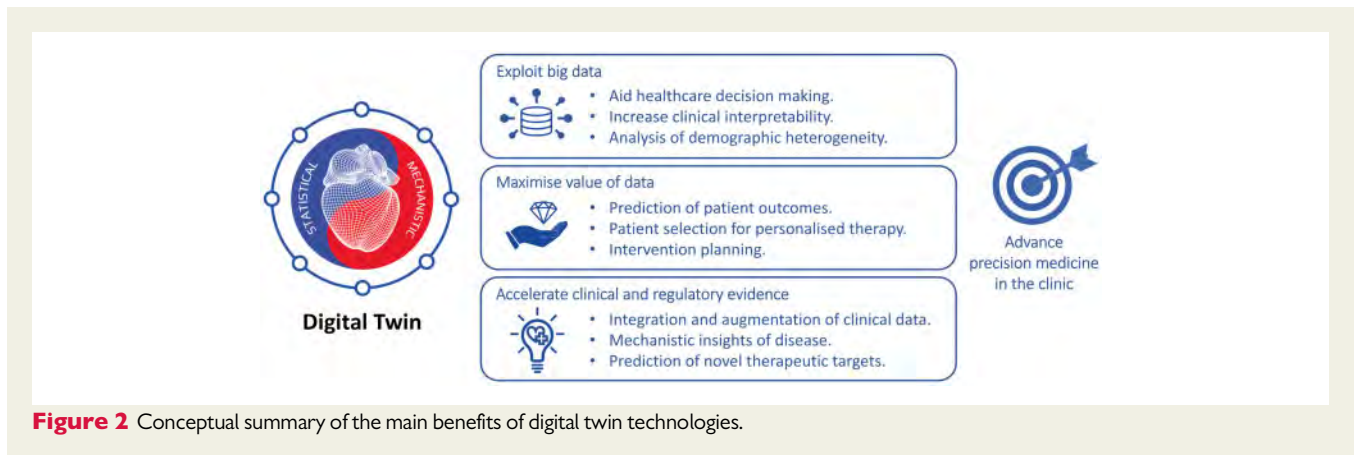 STATISTICAL
MECHANISTIC
Digital Twin
Exploit big data
• Aid healthcare decision making.
• Increase clinical interpretability.
• Analysis of demographic heterogeneity.
Maximise value of data
• Prediction of patient outcomes.
• Patient selection for personalised therapy.
• Intervention planning.
Accelerate clinical and regulatory evidence
• Integration and augmentation of clinical data.
• Mechanistic insights of disease.
• Prediction of novel therapeutic targets.
Advance
precision medicine
in the clinic
Figure 2 Conceptual summary of the main benefits of digital twin technologies.